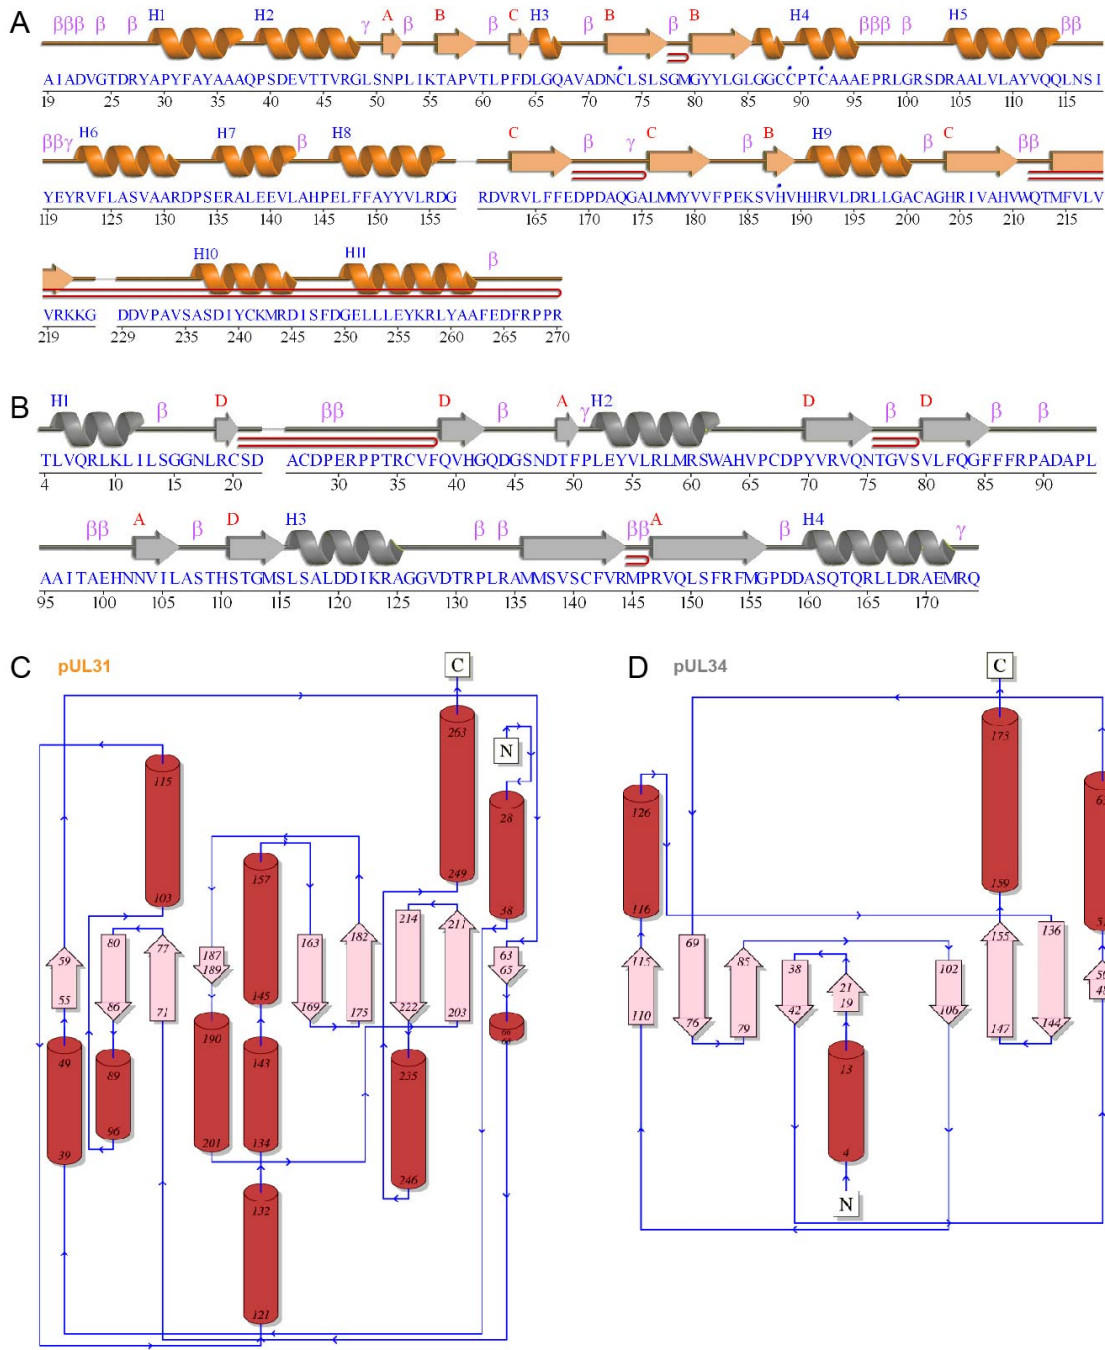 A
ββββ β β H1 H2 γ A β B β C H3 β B β B H4 βββ β H5 ββ
AIADVGTDRYAPYFAYAAAQPSDEVTTVRGLSNPLIKTAPVTLPFDLGQAVADNCLSLSGMGYYLGLGGCCPTCAAAEPRLGRSDRAALVLAYVQQLNSI
19 25 30 35 40 45 50 55 60 65 70 75 80 85 90 95 100 105 110 115
ββγ H6 H7 β H8 C β γ C β B H9 β C ββ
YEYRVFLASVAARDPSERALEEVLAHPELFFAYYVLRDG RDVRVLFFEDPDAQGALMMYVVFPEKSVHVHHRVLDRLLGACAGHRIVAHVWQTMFVLV
119 125 130 135 140 145 150 155 165 170 175 180 185 190 195 200 205 210 215
H10 H11 β
VRKKG DDVPAVSASDIYCKMRDISFDGELLLEYKRLYAAFEDFRPPR
219 229 235 240 245 250 255 260 265 270
B
H1 β D ββ D β A γ H2 D β D β β
TLVQRLKLILSGGNLRCSD ACDPERPPTRCVFQVHGQDGSNDTFPLEYVLRLMRSWAHVPCDPYVRVQNTGVSVLFQGFFFRPADAPL
4 10 15 20 30 35 40 45 50 55 60 65 70 75 80 85 90
ββ A β D H3 β β ββ A β H4 γ
AAITAEHNNVILASTHSTGMSLSALDDIKRAGGVDTRPLRAMMSVSCFVRMPRVQLSFRFMGPDDASQTQRLLDRAEMRQ
95 100 105 110 115 120 125 130 135 140 145 150 155 160 165 170
C pUL31
C
263
N
115
28
157
249
103
38
80 77 214 211
59 187 163 182 63
55 189 65
86 71 145 169 175 222 203
49 89 190 143 235
96
39 201 134
246
132
121
D pUL34
C
173
126
159
116
69 85 38 155 136
115 21 102
19 106
110 76 79 42 147 144
13
4
N